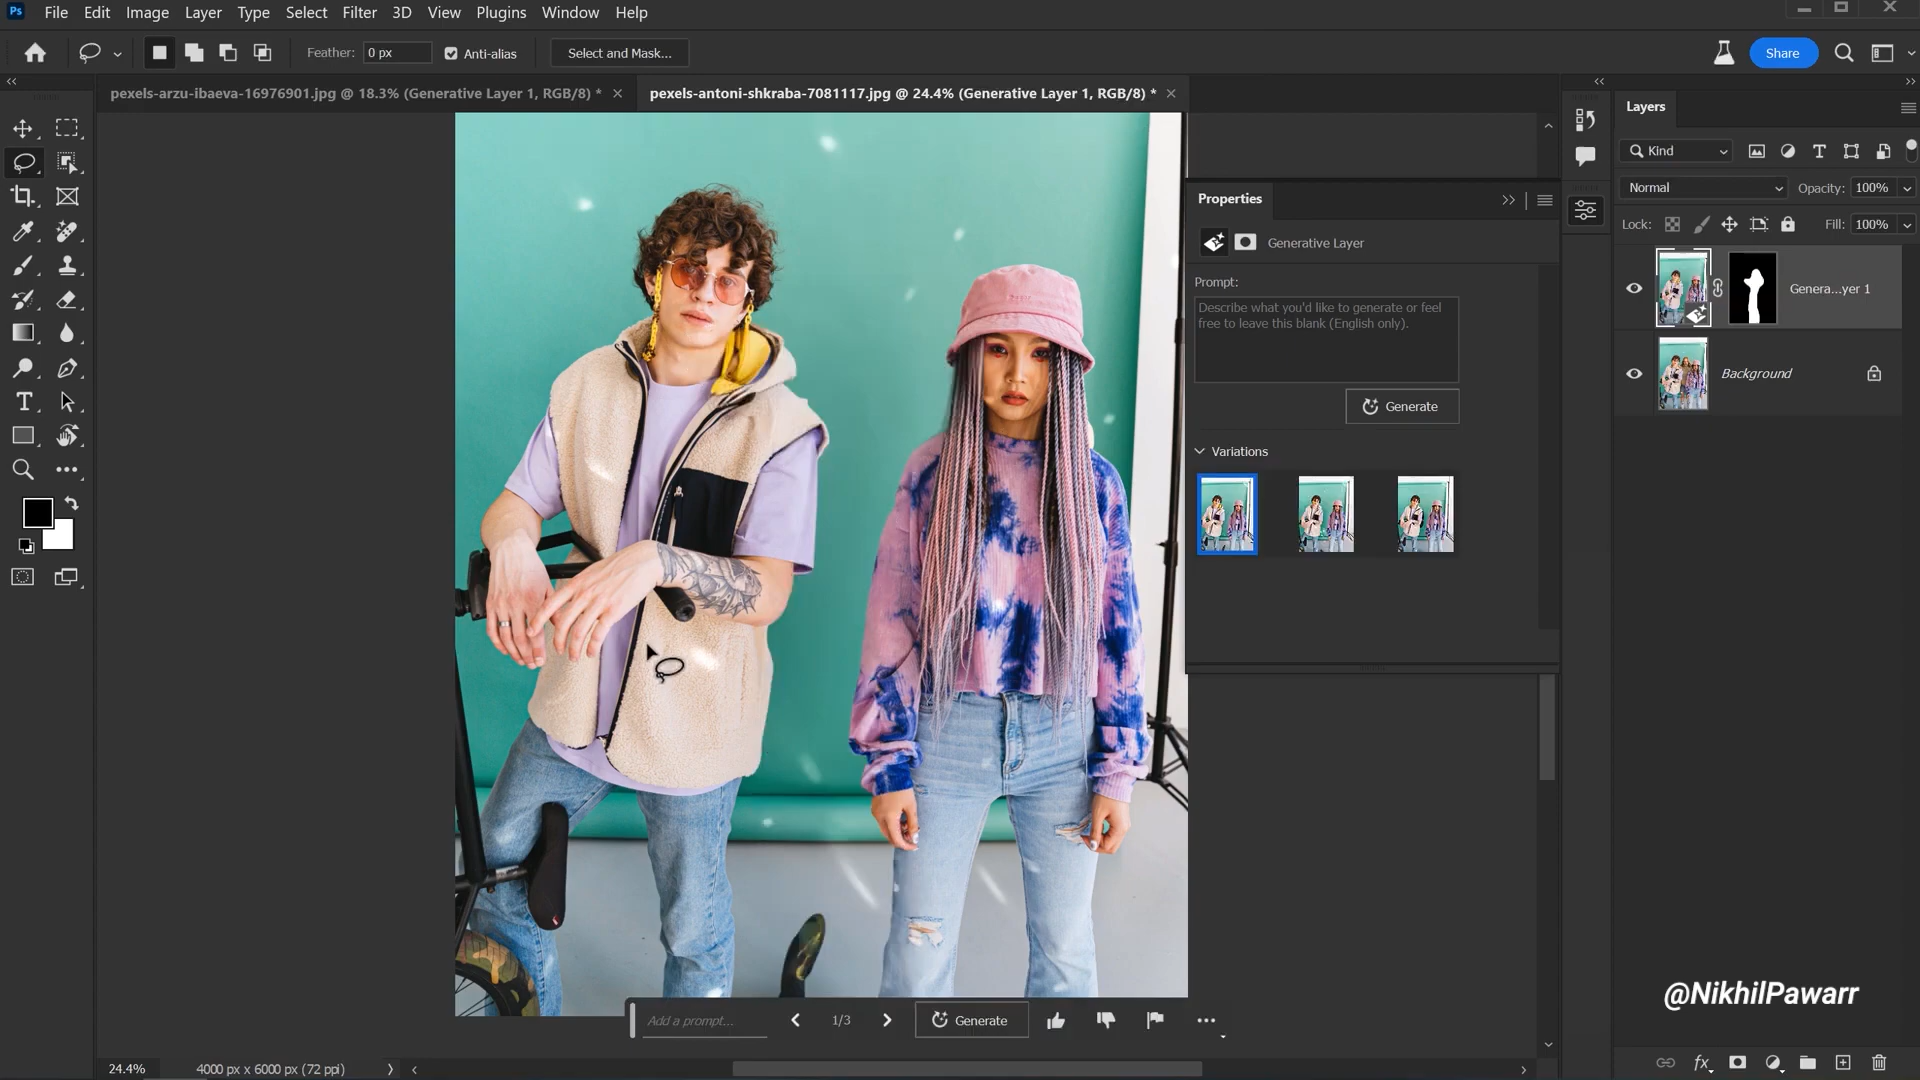 Ps File Edit Image Layer Type Select Filter 3D View Plugins Window Help
Feather: 0 px Anti-alias Select and Mask... Share
pexels-arzu-ibaeva-16976901.jpg @ 18.3% (Generative Layer 1, RGB/8) *
pexels-antoni-shkraba-7081117.jpg @ 24.4% (Generative Layer 1, RGB/8) *
Properties
Generative Layer
Prompt:
Describe what you'd like to generate or feel
free to leave this blank (English only).
Generate
Variations
Layers
Kind
Normal Opacity: 100%
Lock: Fill: 100%
Genera...yer 1
Background
@NikhilPawarr
Add a prompt... 1/3 Generate
24.4% 4000 px x 6000 px (72 ppi)